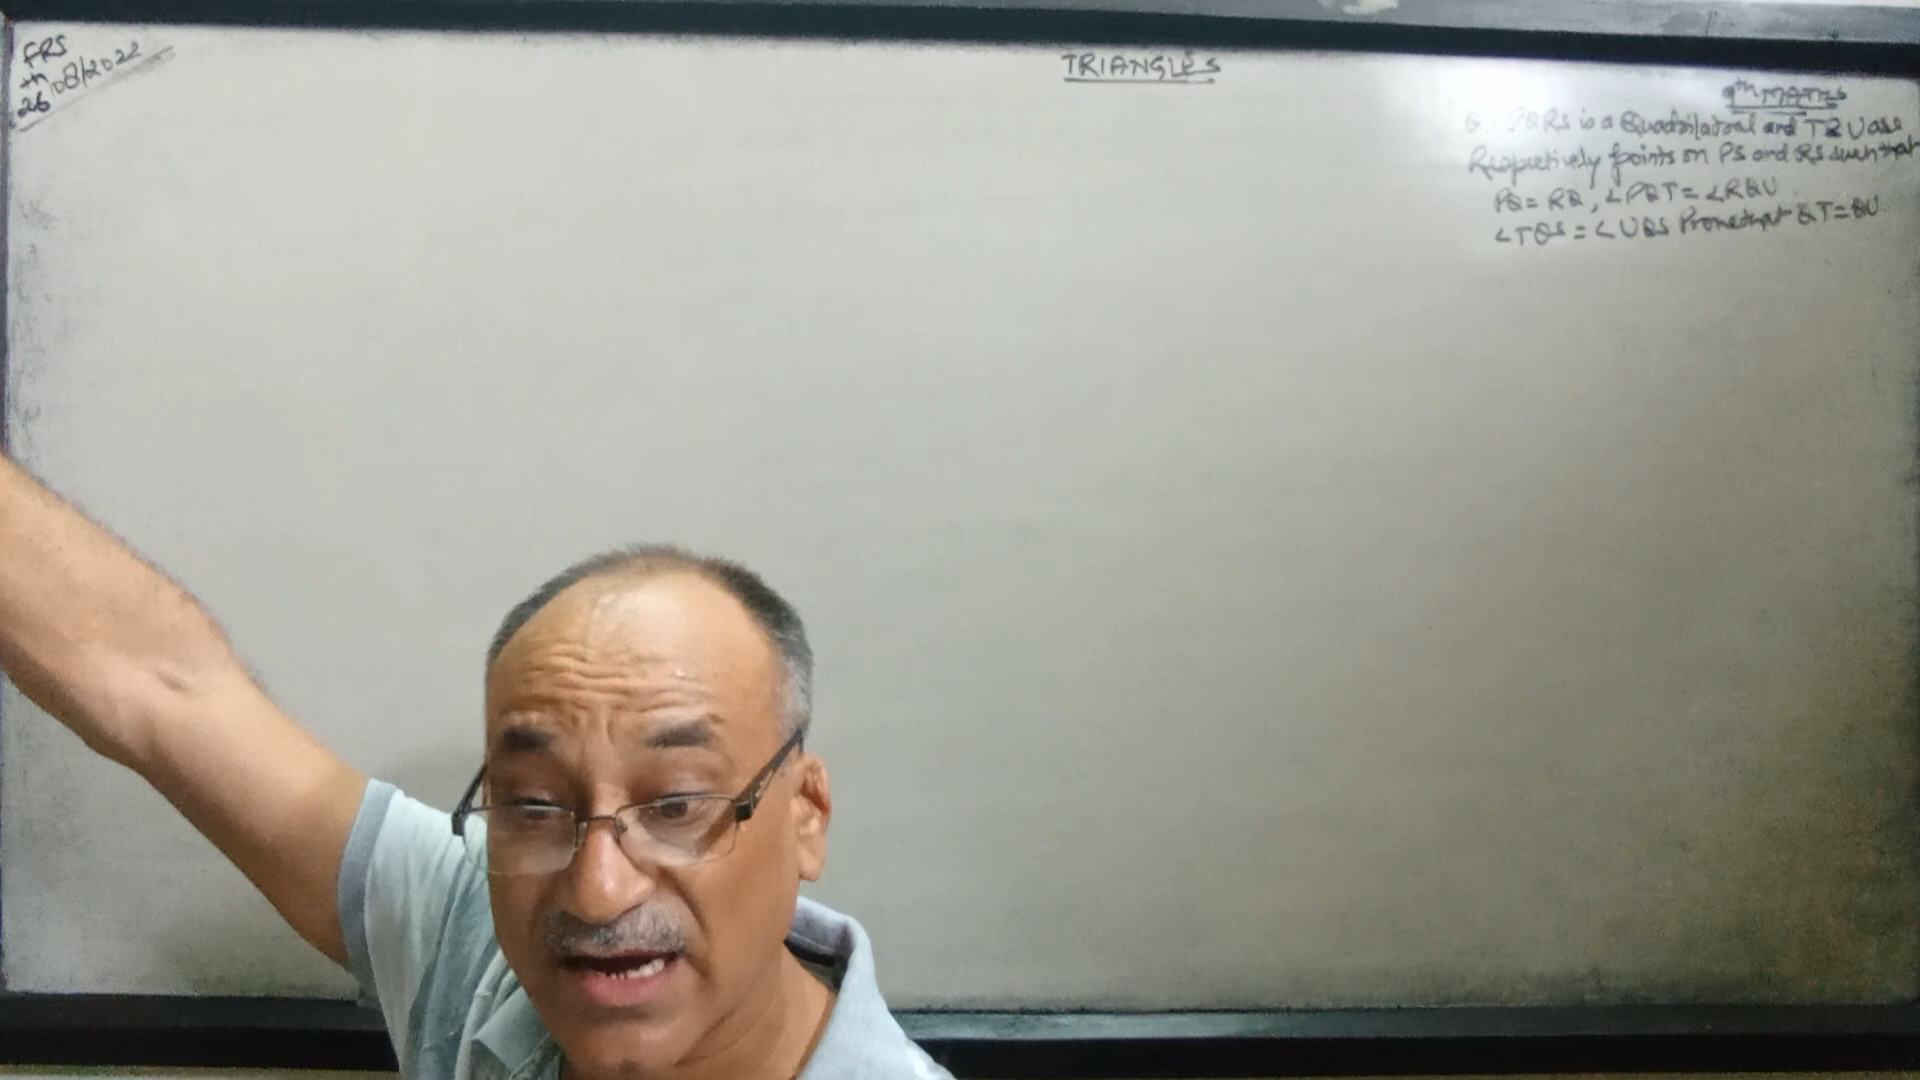 FRS
26th/08/2022
TRIANGLES
9th MATHS
Q. PQRS is a Quadrilateral and T & U are
Respectively points on PS and RS such that
PQ = RQ, ∠PQT = ∠RQU
∠TQS = ∠UQS Prove that QT = QU